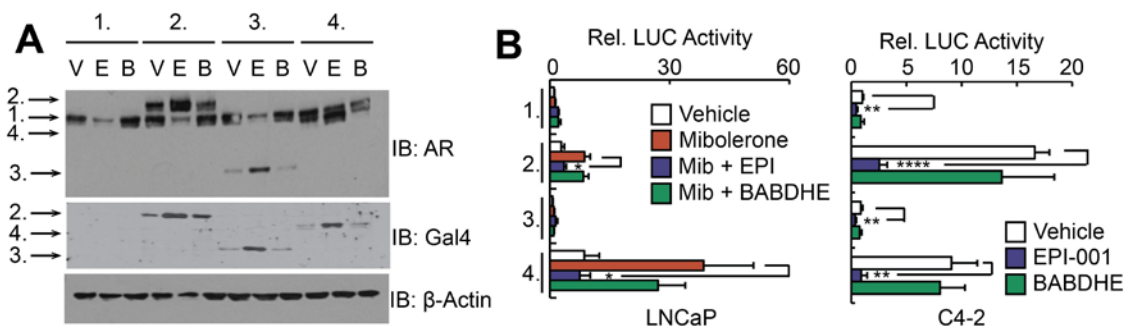 A
1. 2. 3. 4.
V E B V E B V E B V E B
2.
1.
4.
3.
IB: AR
2.
4.
3.
IB: Gal4
IB: β-Actin
B
Rel. LUC Activity
0 30 60
1.
2.
3.
4.
*
*
Vehicle
Mibolerone
Mib + EPI
Mib + BABDHE
LNCaP
Rel. LUC Activity
0 5 10 15 20
**
****
**
**
Vehicle
EPI-001
BABDHE
C4-2